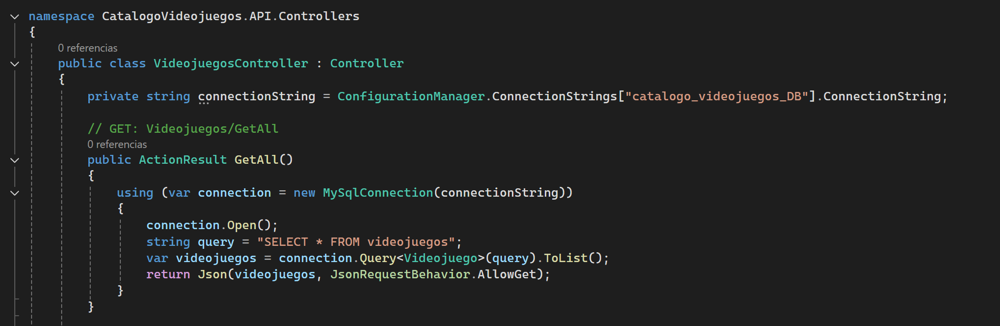 namespace CatalogoVideojuegos.API.Controllers
{
0 referencias
public class VideojuegosController : Controller
{
private string connectionString = ConfigurationManager.ConnectionStrings["catalogo_videojuegos_DB"].ConnectionString;
// GET: Videojuegos/GetAll
0 referencias
public ActionResult GetAll()
{
using (var connection = new MySqlConnection(connectionString))
{
connection.Open();
string query = "SELECT * FROM videojuegos";
var videojuegos = connection.Query<Videojuego>(query).ToList();
return Json(videojuegos, JsonRequestBehavior.AllowGet);
}
}